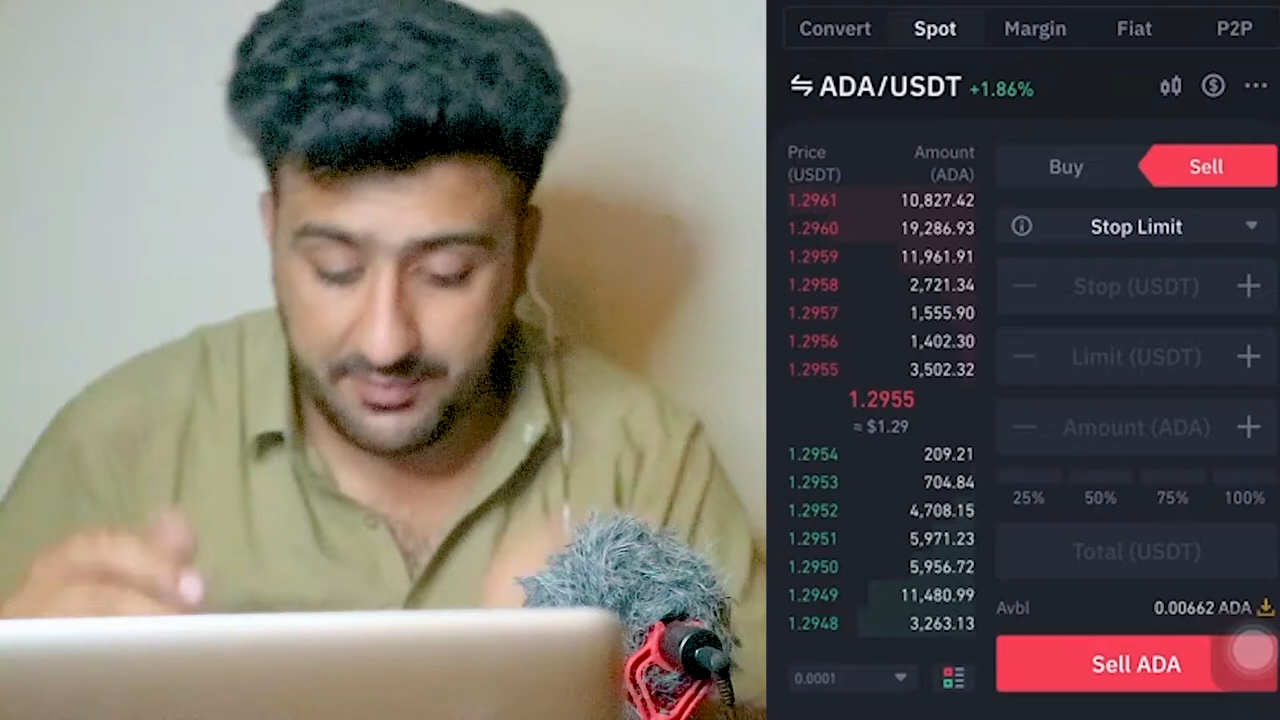 Convert Spot Margin Fiat P2P
ADA/USDT +1.86%
Price Amount
(USDT) (ADA)
1.2961 10,827.42
1.2960 19,286.93
1.2959 11,961.91
1.2958 2,721.34
1.2957 1,555.90
1.2956 1,402.30
1.2955 3,502.32
1.2955
≈ $1.29
1.2954 209.21
1.2953 704.84
1.2952 4,708.15
1.2951 5,971.23
1.2950 5,956.72
1.2949 11,480.99
1.2948 3,263.13
0.0001
Buy Sell
Stop Limit
Stop (USDT)
Limit (USDT)
Amount (ADA)
25% 50% 75% 100%
Total (USDT)
Avbl 0.00662 ADA
Sell ADA